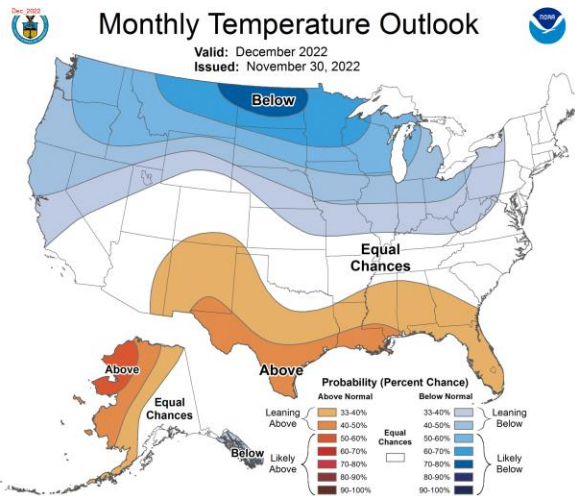 Dec 2022
Monthly Temperature Outlook
NOAA
Valid: December 2022
Issued: November 30, 2022
Below
Equal
Chances
Above
Above
Equal
Chances
Below
Probability (Percent Chance)
Above Normal
Below Normal
Leaning
Above
33-40%
40-50%
50-60%
60-70%
70-80%
80-90%
90-100%
Likely
Above
Equal
Chances
33-40%
40-50%
50-60%
60-70%
70-80%
80-90%
90-100%
Leaning
Below
Likely
Below